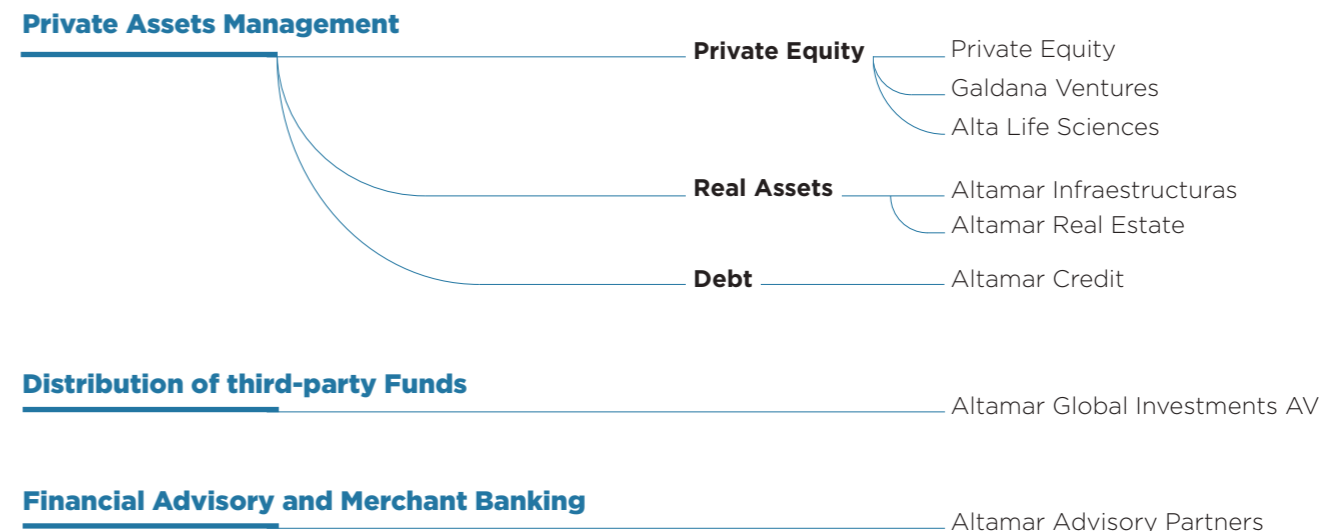 Private Assets Management
Private Equity
Private Equity
Galdana Ventures
Alta Life Sciences
Real Assets
Altamar Infraestructuras
Altamar Real Estate
Debt
Altamar Credit
Distribution of third-party Funds
Altamar Global Investments AV
Financial Advisory and Merchant Banking
Altamar Advisory Partners